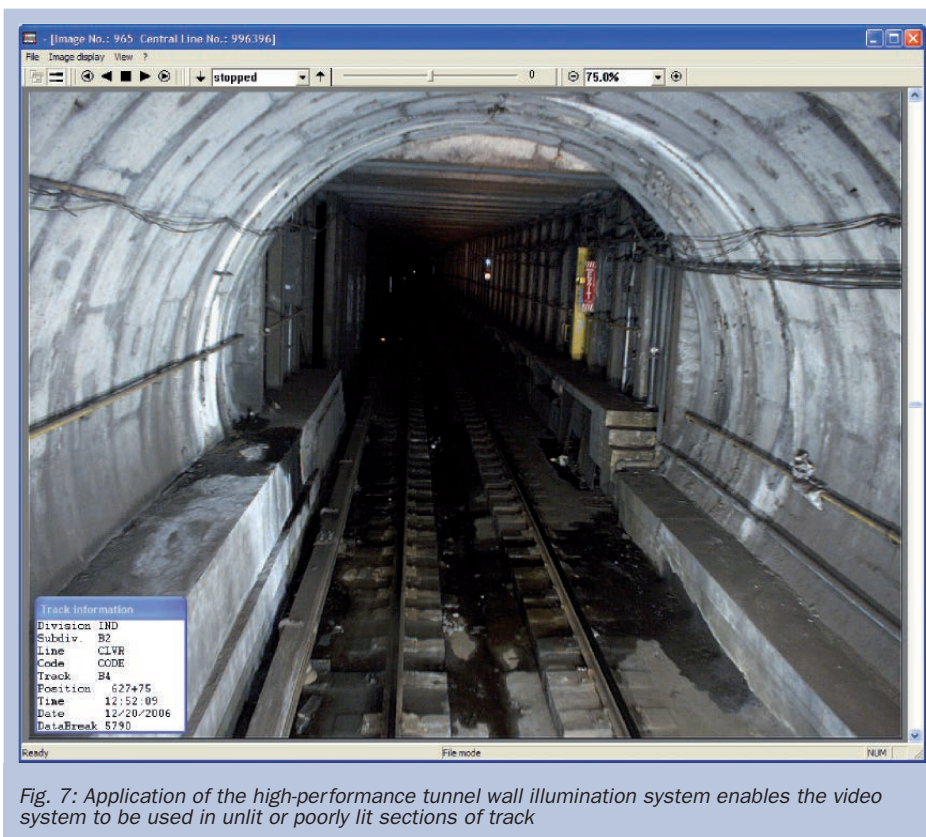 - [Image No.: 965 Central Line No.: 996396]
File Image display View ?
stopped 0 75.0%
EXIT
Track information
Division IND
Subdiv. B2
Line CLVR
Code CODE
Track B4
Position 627+75
Time 12:52:09
Date 12/20/2006
DataBreak 5790
Ready File mode NUM
Fig. 7: Application of the high-performance tunnel wall illumination system enables the video
system to be used in unlit or poorly lit sections of track